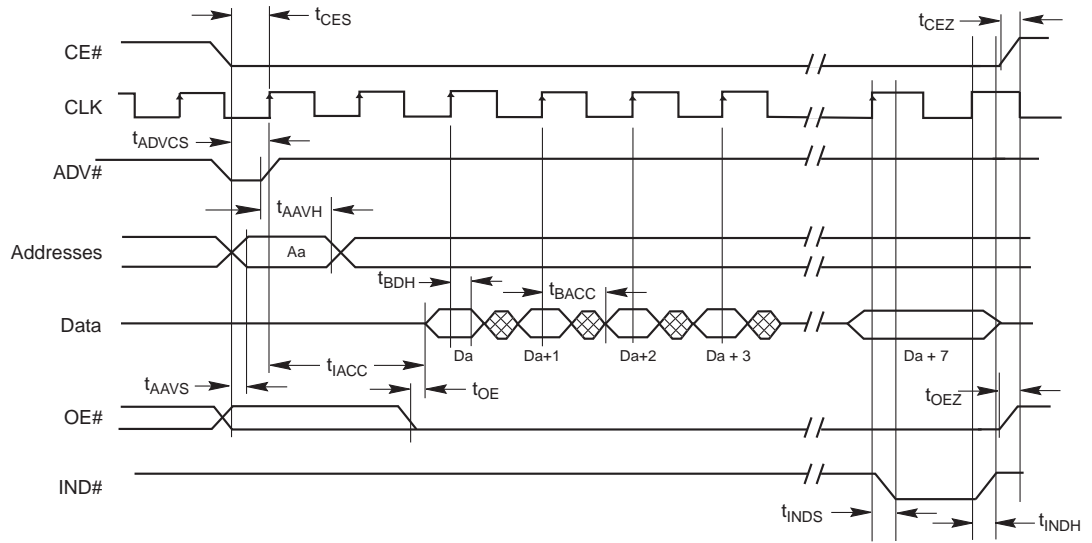 tCES
tCEZ
CE#
CLK
tADVCS
ADV#
tAAVH
Addresses
Aa
tBDH
tBACC
Data
Da
Da+1
Da+2
Da + 3
Da + 7
tIACC
tAAVS
tOE
tOEZ
OE#
IND#
tINDS
tINDH